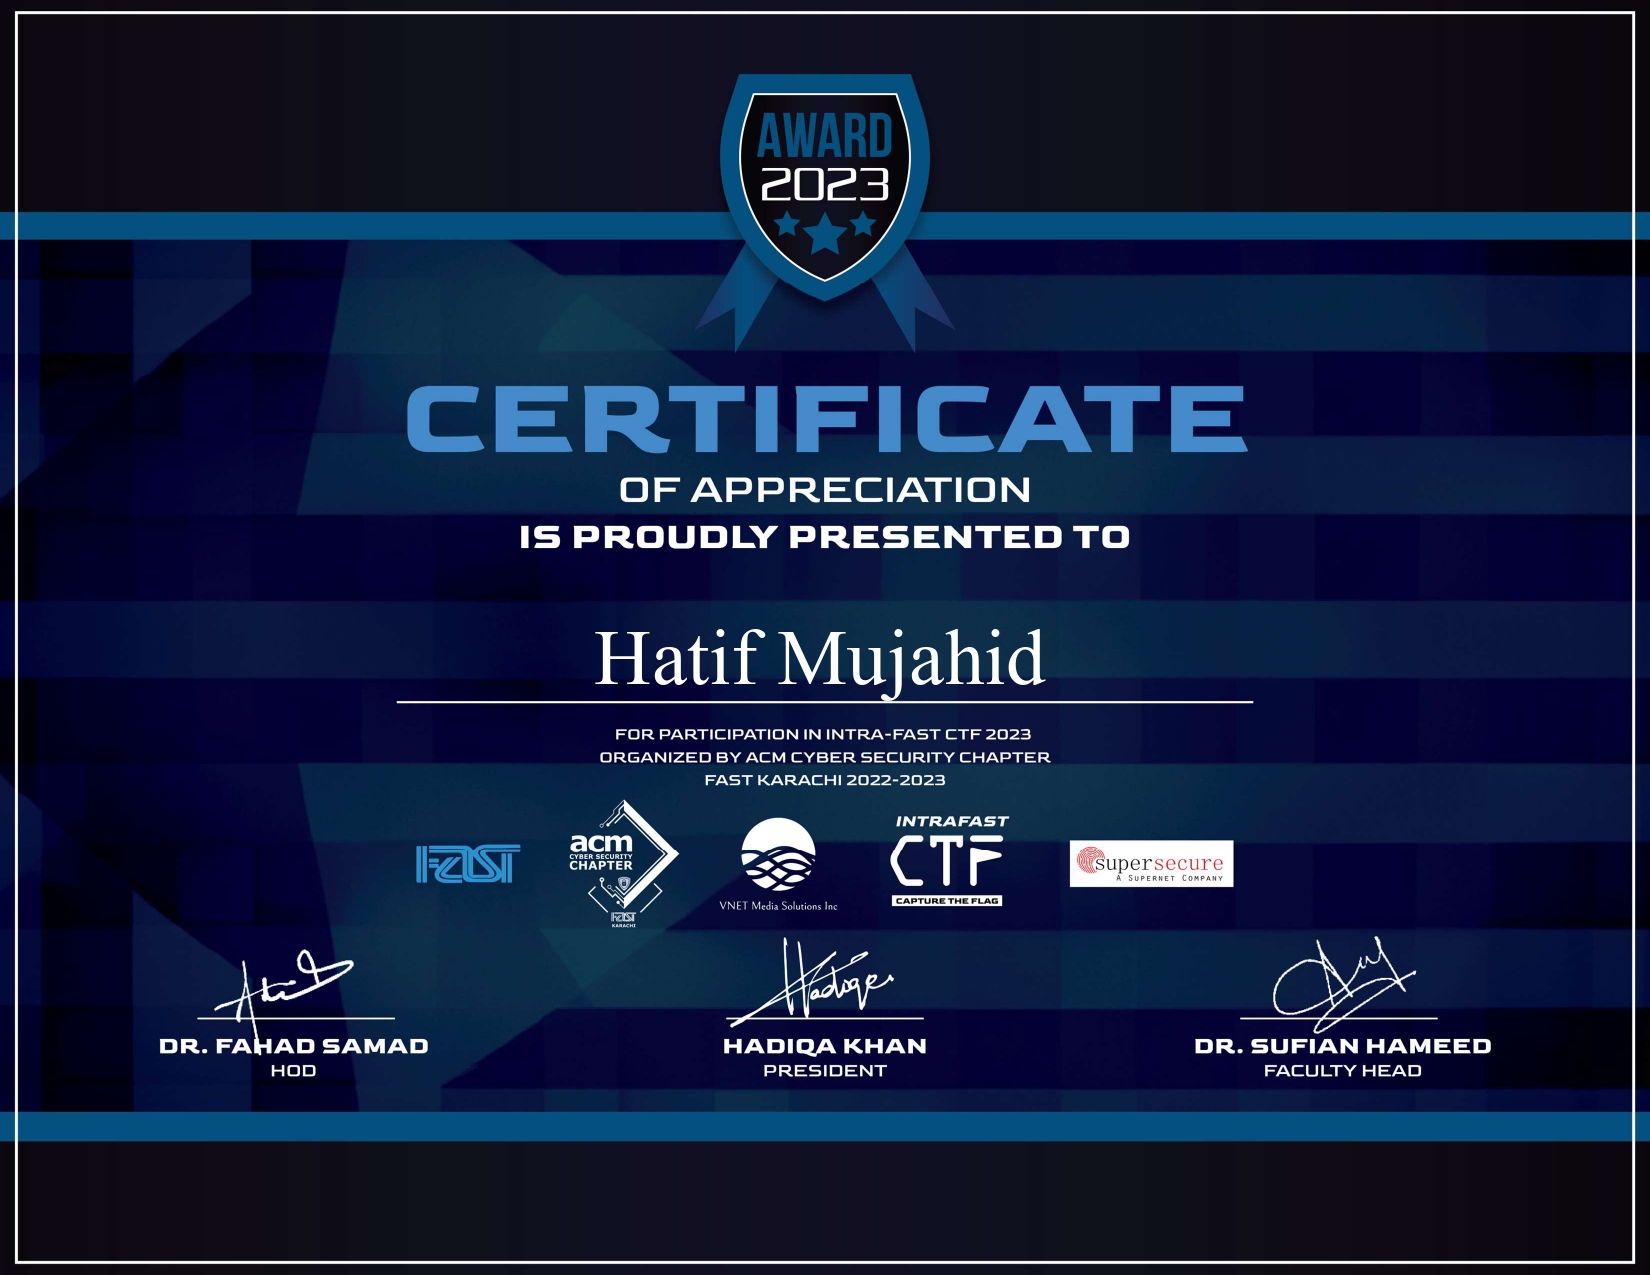 AWARD
2023
CERTIFICATE
OF APPRECIATION
IS PROUDLY PRESENTED TO
Hatif Mujahid
FOR PARTICIPATION IN INTRA-FAST CTF 2023
ORGANIZED BY ACM CYBER SECURITY CHAPTER
FAST KARACHI 2022-2023
FAST
acm
CYBER SECURITY
CHAPTER
FAST
KARACHI
VNET Media Solutions Inc
INTRAFAST
CTF
CAPTURE THE FLAG
supersecure
A SUPERNET COMPANY
Hadiqa
DR. FAHAD SAMAD
HOD
HADIQA KHAN
PRESIDENT
DR. SUFIAN HAMEED
FACULTY HEAD